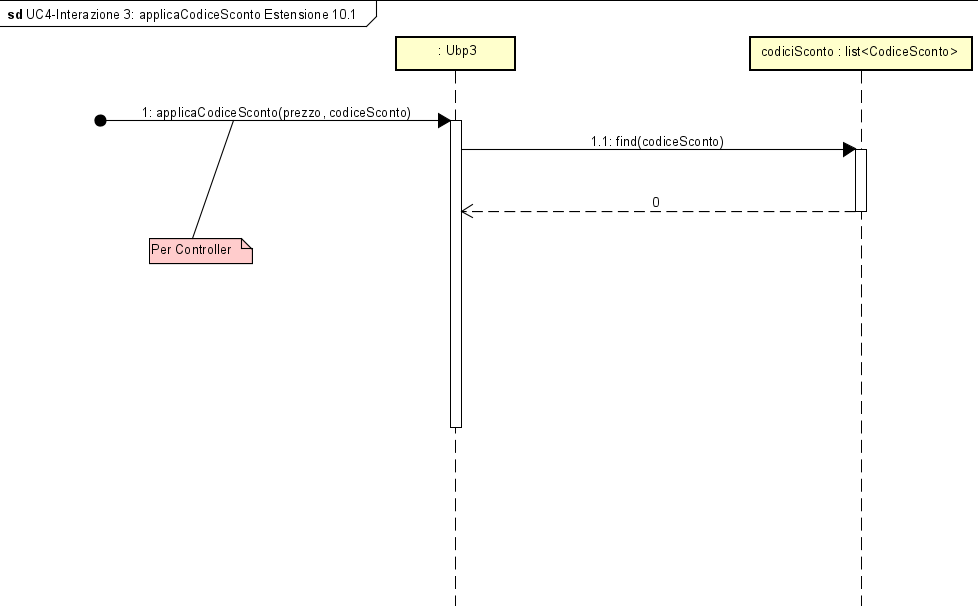 sd UC4-Interazione 3: applicaCodiceSconto Estensione 10.1
: Ubp3
codiciSconto : list<CodiceSconto>
1: applicaCodiceSconto(prezzo, codiceSconto)
1.1: find(codiceSconto)
0
Per Controller